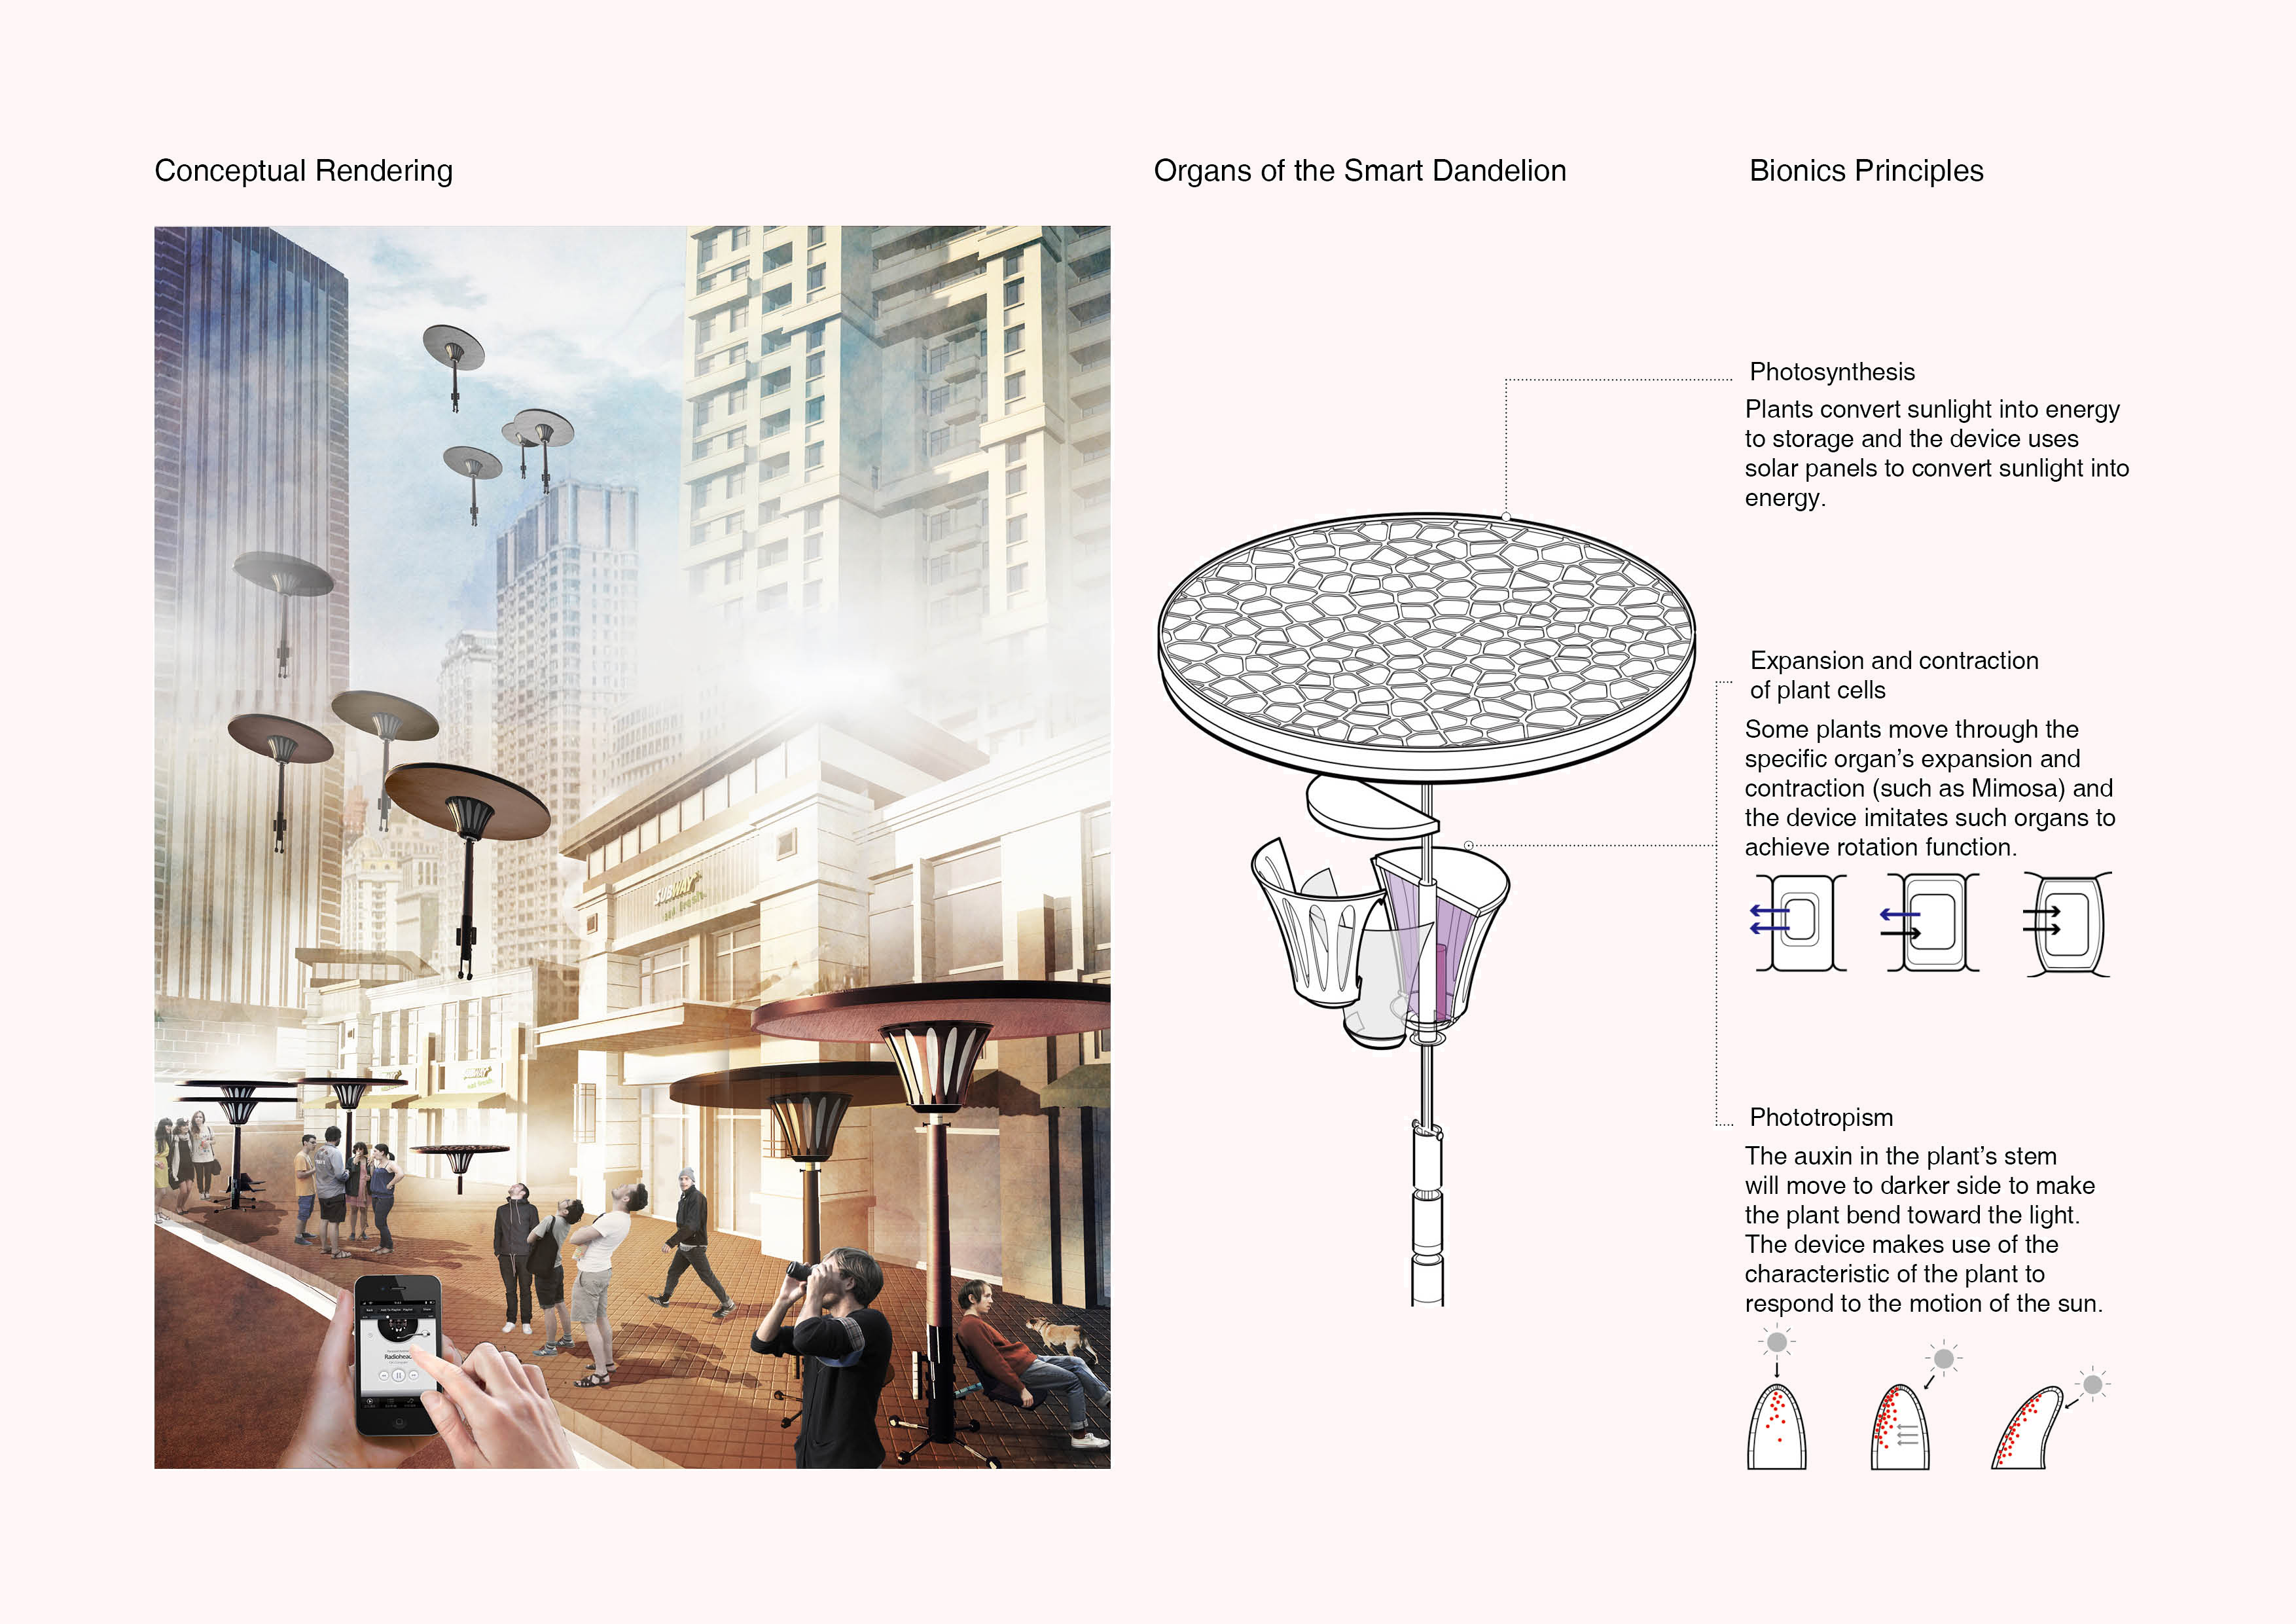 Conceptual Rendering
Organs of the Smart Dandelion
Bionics Principles
Photosynthesis
Plants convert sunlight into energy
to storage and the device uses
solar panels to convert sunlight into
energy.
Expansion and contraction
of plant cells
Some plants move through the
specific organ’s expansion and
contraction (such as Mimosa) and
the device imitates such organs to
achieve rotation function.
Phototropism
The auxin in the plant’s stem
will move to darker side to make
the plant bend toward the light.
The device makes use of the
characteristic of the plant to
respond to the motion of the sun.
SUBWAY
SUBWAY